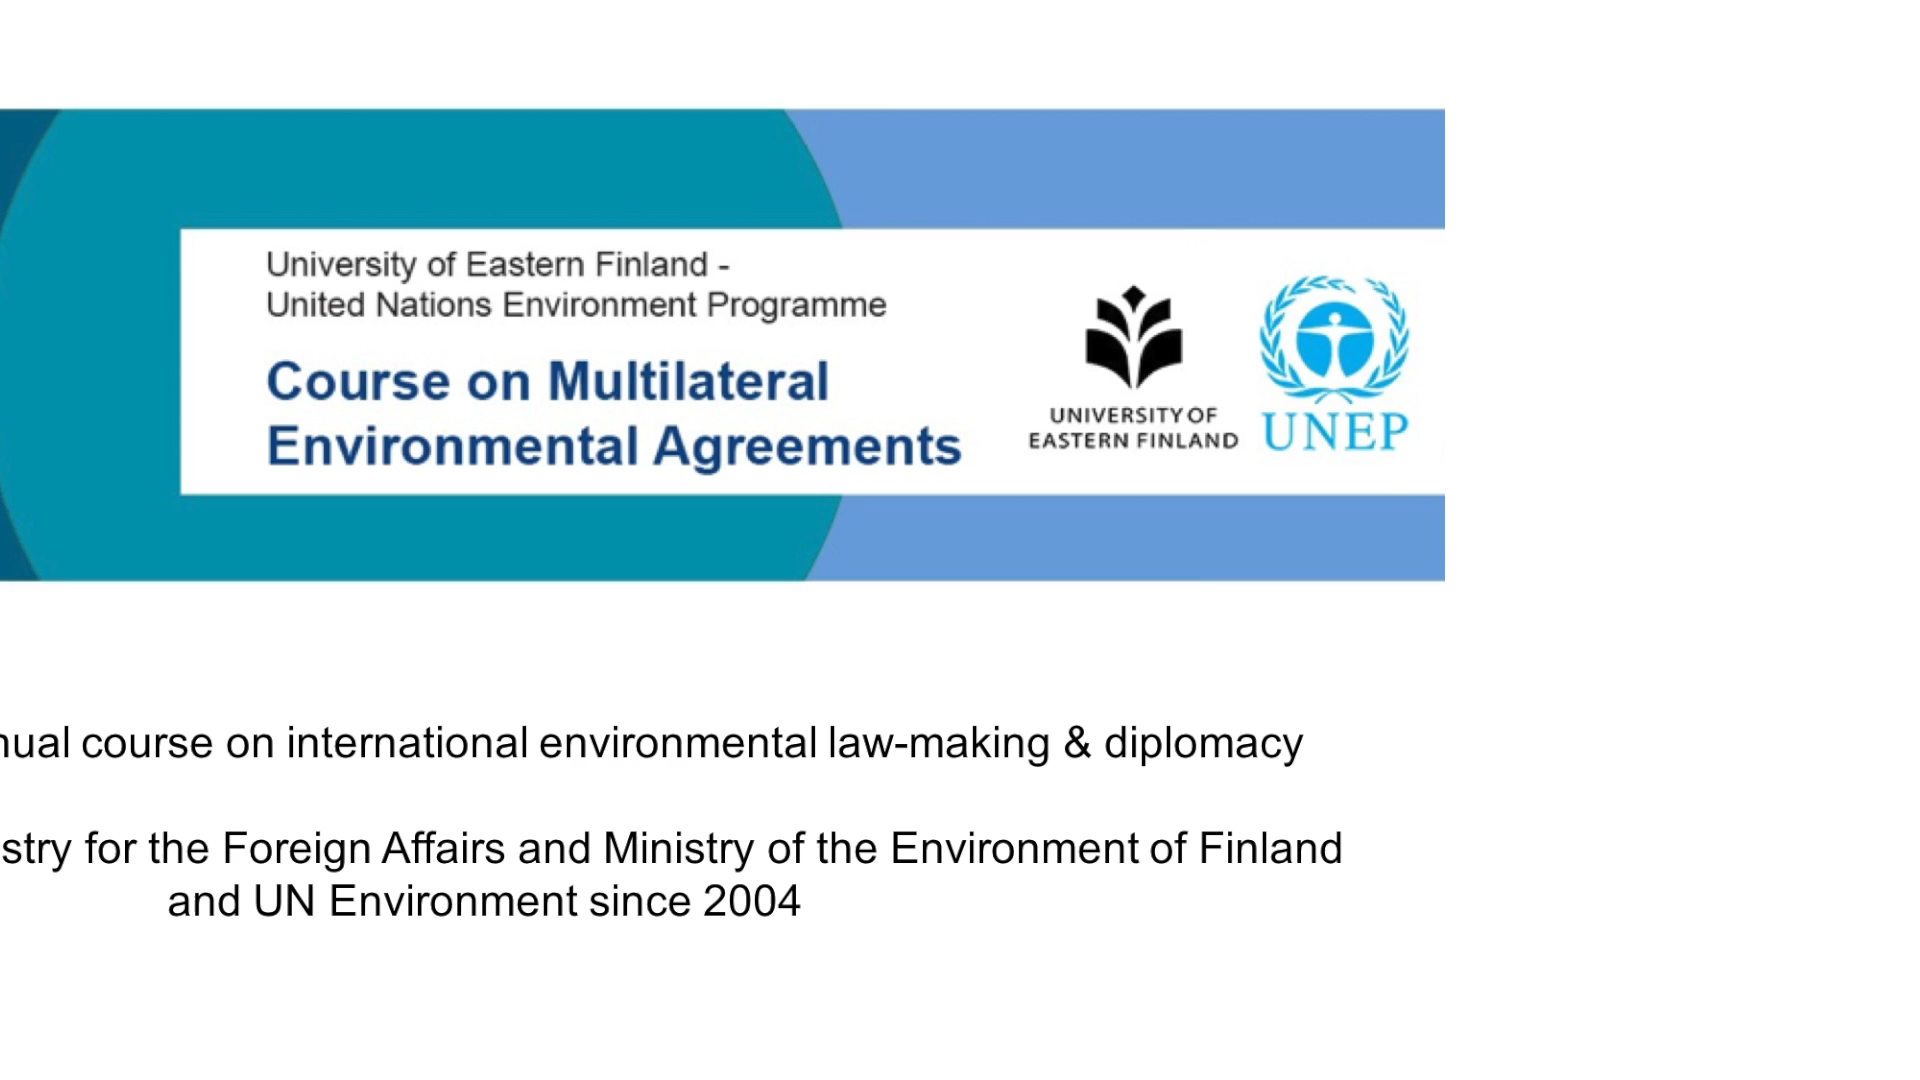 University of Eastern Finland -
United Nations Environment Programme
Course on Multilateral
Environmental Agreements
UNIVERSITY OF
EASTERN FINLAND
UNEP
course on international environmental law-making & diplomacy
for the Foreign Affairs and Ministry of the Environment of Finland
and UN Environment since 2004